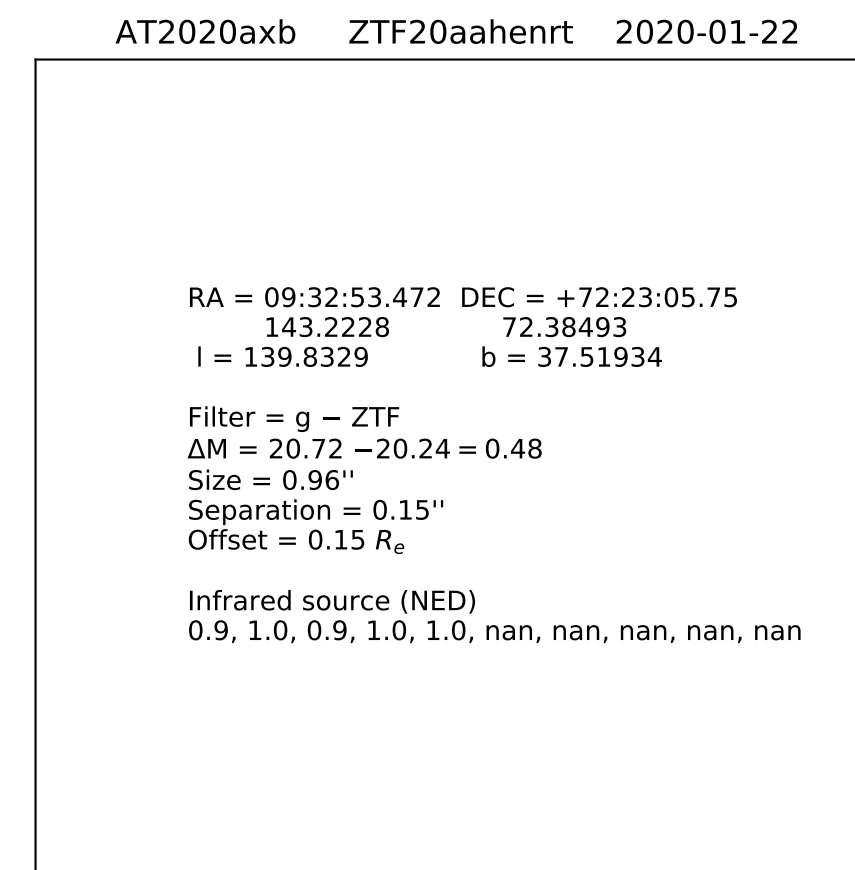 AT2020axb ZTF20aahenrt 2020-01-22
RA = 09:32:53.472 DEC = +72:23:05.75
143.2228 72.38493
l = 139.8329 b = 37.51934
Filter = g − ZTF
ΔM = 20.72 −20.24 = 0.48
Size = 0.96''
Separation = 0.15''
Offset = 0.15 Re
Infrared source (NED)
0.9, 1.0, 0.9, 1.0, 1.0, nan, nan, nan, nan, nan